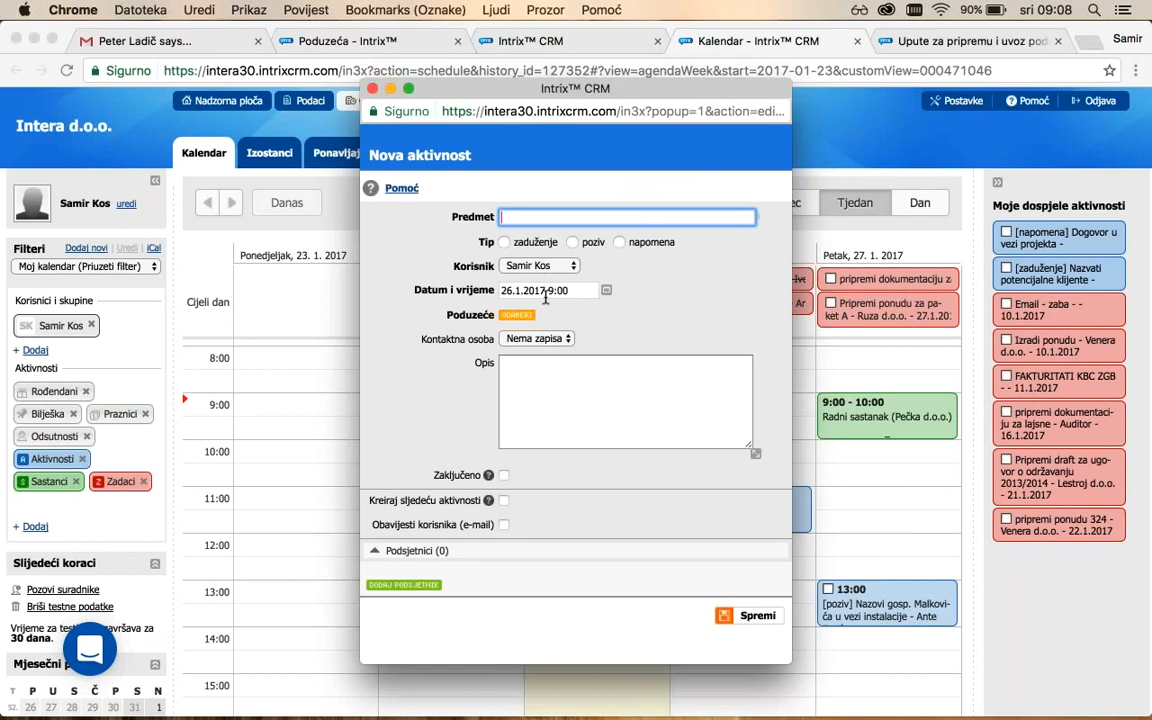 Chrome Datoteka Uredi Prikaz Povijest Bookmarks (Oznake) Ljudi Prozor Pomoć 90% sri 09:08
Peter Ladič says... Poduzeća - Intrix™ Intrix™ CRM Kalendar - Intrix™ CRM Upute za pripremu i uvoz pod Samir
Sigurno https://intera30.intrixcrm.com/in3x?action=schedule&history_id=127352#?view=agendaWeek&start=2017-01-23&customView=000471046
Intrix™ CRM
Sigurno https://intera30.intrixcrm.com/in3x?popup=1&action=edi...
Nadzorna ploča Podaci Postavke Pomoć Odjava
Intera d.o.o.
Kalendar Izostanci Ponavljaj
Nova aktivnost
Pomoć
Samir Kos uredi
Danas
ec Tjedan Dan
Filteri Dodaj novi Uredi iCal
Moj kalendar (Priuzeti filter)
Korisnici i skupine
SK Samir Kos
+ Dodaj
Aktivnosti
Rođendani
Bilješka Praznici
Odsutnosti
A Aktivnosti
S Sastanci Z Zadaci
+ Dodaj
Slijedeći koraci
Pozovi suradnike
Briši testne podatke
Vrijeme za test
završava za
30 dana.
Mjesečni p
T P U S Č P S N
52. 26 27 28 29 30 31 1
Ponedjeljak, 23. 1. 2017
Cijeli dan
8:00
9:00
10:00
11:00
12:00
13:00
14:00
15:00
Predmet
Tip zaduženje poziv napomena
Korisnik Samir Kos
Datum i vrijeme 26.1.2017 9:00
Poduzeće ODABERI
Kontaktna osoba Nema zapisa
Opis
Zaključeno
Kreiraj sljedeću aktivnosti
Obavijesti korisnika (e-mail)
Podsjetnici (0)
DODAJ PODSJETNIK
Spremi
Petak, 27. 1. 2017
Ive
Ar
pripremi dokumentaciju z
Pripremi ponudu za pa-
ket A - Ruza d.o.o. - 27.1.20
9:00 - 10:00
Radni sastanak (Pečka d.o.o.)
13:00
[poziv] Nazovi gosp. Malkovi-
ća u vezi instalacije - Ante
Moje dospjele aktivnosti
[napomena] Dogovor u
vezi projekta -
[zaduženje] Nazvati
potencijalne klijente -
Email - zaba - -
10.1.2017
Izradi ponudu - Venera
d.o.o. - 10.1.2017
FAKTURITATI KBC ZGB
- - 11.1.2017
pripremi dokumentaci-
ju za lajsne - Auditor -
16.1.2017
Pripremi draft za ugo-
vor o održavanju
2013/2014 - Lestroj d.o.o.
- 21.1.2017
pripremi ponudu 324 -
Venera d.o.o. - 22.1.2017